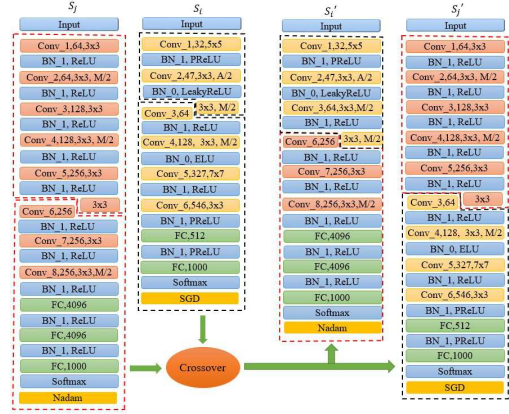 S_j
Input
Conv_1,64,3x3
BN_1, ReLU
Conv_2,64,3x3, M/2
BN_1, ReLU
Conv_3,128,3x3
BN_1, ReLU
Conv_4,128,3x3, M/2
BN_1, ReLU
Conv_5,256,3x3
BN_1, ReLU
Conv_6,256 3x3
BN_1, ReLU
Conv_7,256,3x3
Conv_8,256,3x3,M/2
BN_1, ReLU
FC,4096
BN_1, ReLU
FC,4096
BN_1, ReLU
FC,1000
Softmax
Nadam
S_i
Input
Conv_1,32,5x5
BN_1, PReLU
Conv_2,47,3x3, A/2
BN_0, LeakyReLU
Conv_3,64 3x3, M/2
BN_1, ReLU
Conv_4,128, 3x3, M/2
BN_0, ELU
Conv_5,327,7x7
BN_1, ReLU
Conv_6,546,3x3
BN_1, PReLU
FC,512
BN_1, PReLU
FC,1000
Softmax
SGD
Crossover
S_i'
Input
Conv_1,32,5x5
BN_1, PReLU
Conv_2,47,3x3, A/2
BN_0, LeakyReLU
Conv_3,64,3x3, M/2
BN_1, ReLU
Conv_6,256 3x3, M/2
BN_1, ReLU
Conv_7,256,3x3
BN_1, ReLU
Conv_8,256,3x3,M/2
BN_1, ReLU
FC,4096
BN_1, ReLU
FC,4096
BN_1, ReLU
FC,1000
Softmax
Nadam
S_j'
Input
Conv_1,64,3x3
BN_1, ReLU
Conv_2,64,3x3, M/2
BN_1, ReLU
Conv_3,128,3x3
BN_1, ReLU
Conv_4,128,3x3, M/2
BN_1, ReLU
Conv_5,256,3x3
BN_1, ReLU
Conv_3,64 3x3
BN_1, ReLU
Conv_4,128, 3x3, M/2
BN_0, ELU
Conv_5,327,7x7
BN_1, ReLU
Conv_6,546,3x3
BN_1, PReLU
FC,512
BN_1, PReLU
FC,1000
Softmax
SGD